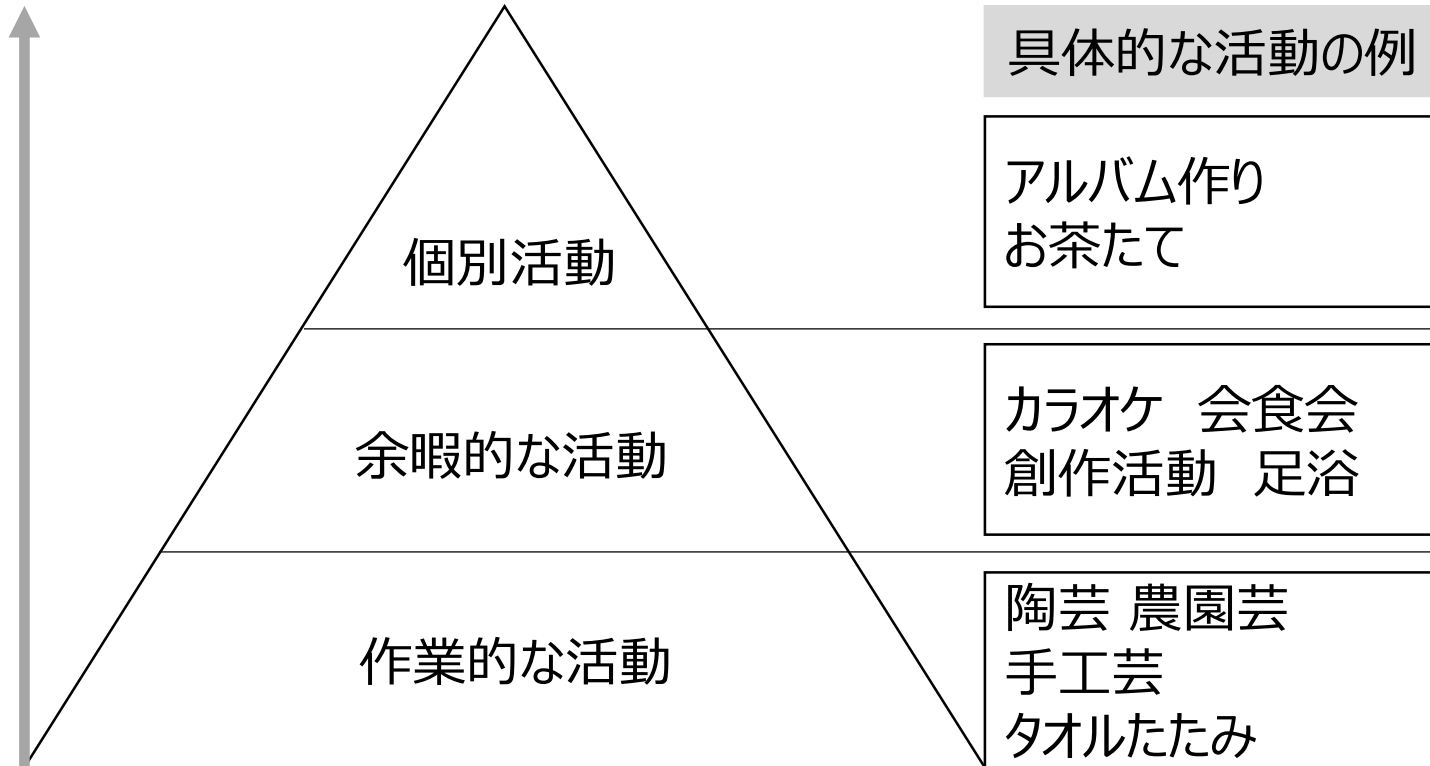 具体的な活動の例
アルバム作り
お茶たて
個別活動
カラオケ 会食会
創作活動 足浴
余暇的な活動
陶芸 農園芸
手工芸
タオルたたみ
作業的な活動